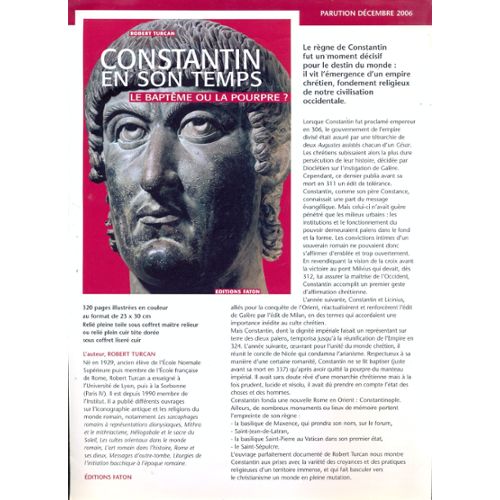 PARUTION DÉCEMBRE 2006
ROBERT TURCAN
CONSTANTIN
EN SON TEMPS
LE BAPTÊME OU LA POURPRE ?
EDITIONS FATON
Le règne de Constantin
fut un moment décisif
pour le destin du monde :
il vit l'émergence d'un empire
chrétien, fondement religieux
de notre civilisation
occidentale.
Lorsque Constantin fut proclamé empereur
en 306, le gouvernement de l'empire
divisé était assuré par une tétrarchie de
deux Augustes assistés chacun d'un César.
Les chrétiens subissaient alors la plus dure
persécution de leur histoire, décidée par
Dioclétien sur l'instigation de Galère.
Cependant, ce dernier publia avant sa
mort en 311 un édit de tolérance.
Constantin, comme son père Constance,
connaissait une part du message
évangélique. Mais celui-ci n'avait guère
pénétré que les milieux urbains : les
institutions et le fonctionnement du
pouvoir demeuraient païens dans le fond
et la forme. Les convictions intimes d'un
souverain romain ne pouvaient donc
s'affirmer d'emblée et trop ouvertement.
En revendiquant la vision de la croix avant
la victoire au pont Milvius qui devait, dès
312, lui assurer la maîtrise de l'Occident,
Constantin accomplit un premier geste
d'affirmation chrétienne.
L'année suivante, Constantin et Licinius,
alliés pour la conquête de l'Orient, réactualisèrent et renforcèrent l'édit
de Galère par l'édit de Milan, en des termes qui accordaient une
importance inédite au culte chrétien.
Mais Constantin, dont la dignité impériale faisait un représentant sur
terre des dieux païens, temporisa jusqu'à la réunification de l'Empire en
324. L'année suivante, œuvrant pour l'unité du monde chrétien, il
réunit le concile de Nicée qui condamna l'arianisme. Respectueux à sa
manière d'une certaine romanité, Constantin ne se fit baptiser (juste
avant sa mort en 337) qu'après avoir quitté la pourpre du manteau
impérial. Il avait sans doute rêvé d'une monarchie chrétienne mais à la
fois prudent, lucide et résolu, il avait dû prendre en compte l'état des
choses et des hommes.
Constantin fonda une nouvelle Rome en Orient : Constantinople.
Ailleurs, de nombreux monuments ou lieux de mémoire portent
l'empreinte de son règne :
- la basilique de Maxence, qui prendra son nom, sur le forum,
- Saint-Jean-de-Latran,
- la basilique Saint-Pierre au Vatican dans son premier état,
- le Saint-Sépulcre.
L'ouvrage parfaitement documenté de Robert Turcan nous montre
Constantin aux prises avec la variété des croyances et des pratiques
religieuses d'un territoire immense, et qui fait basculer vers
le christianisme un monde en pleine mutation.
320 pages illustrées en couleur
au format de 23 x 30 cm
Relié pleine toile sous coffret maître relieur
ou relié plein cuir tête dorée
sous coffret liseré cuir
L'auteur, ROBERT TURCAN
Né en 1929, ancien élève de l'École Normale
Supérieure puis membre de l'École française
de Rome, Robert Turcan a enseigné à
l'Université de Lyon, puis à la Sorbonne
(Paris IV). Il est depuis 1990 membre de
l'Institut. Il a publié différents ouvrages
sur l'iconographie antique et les religions du
monde romain, notamment Les sarcophages
romains à représentations dionysiaques, Mithra
et le mithriacisme, Héliogabale et le sacre du
Soleil, Les cultes orientaux dans le monde
romain, L'art romain dans l'histoire, Rome et
ses dieux, Messages d'outre-tombe, Liturgies de
l'initiation bacchique à l'époque romaine.
ÉDITIONS FATON